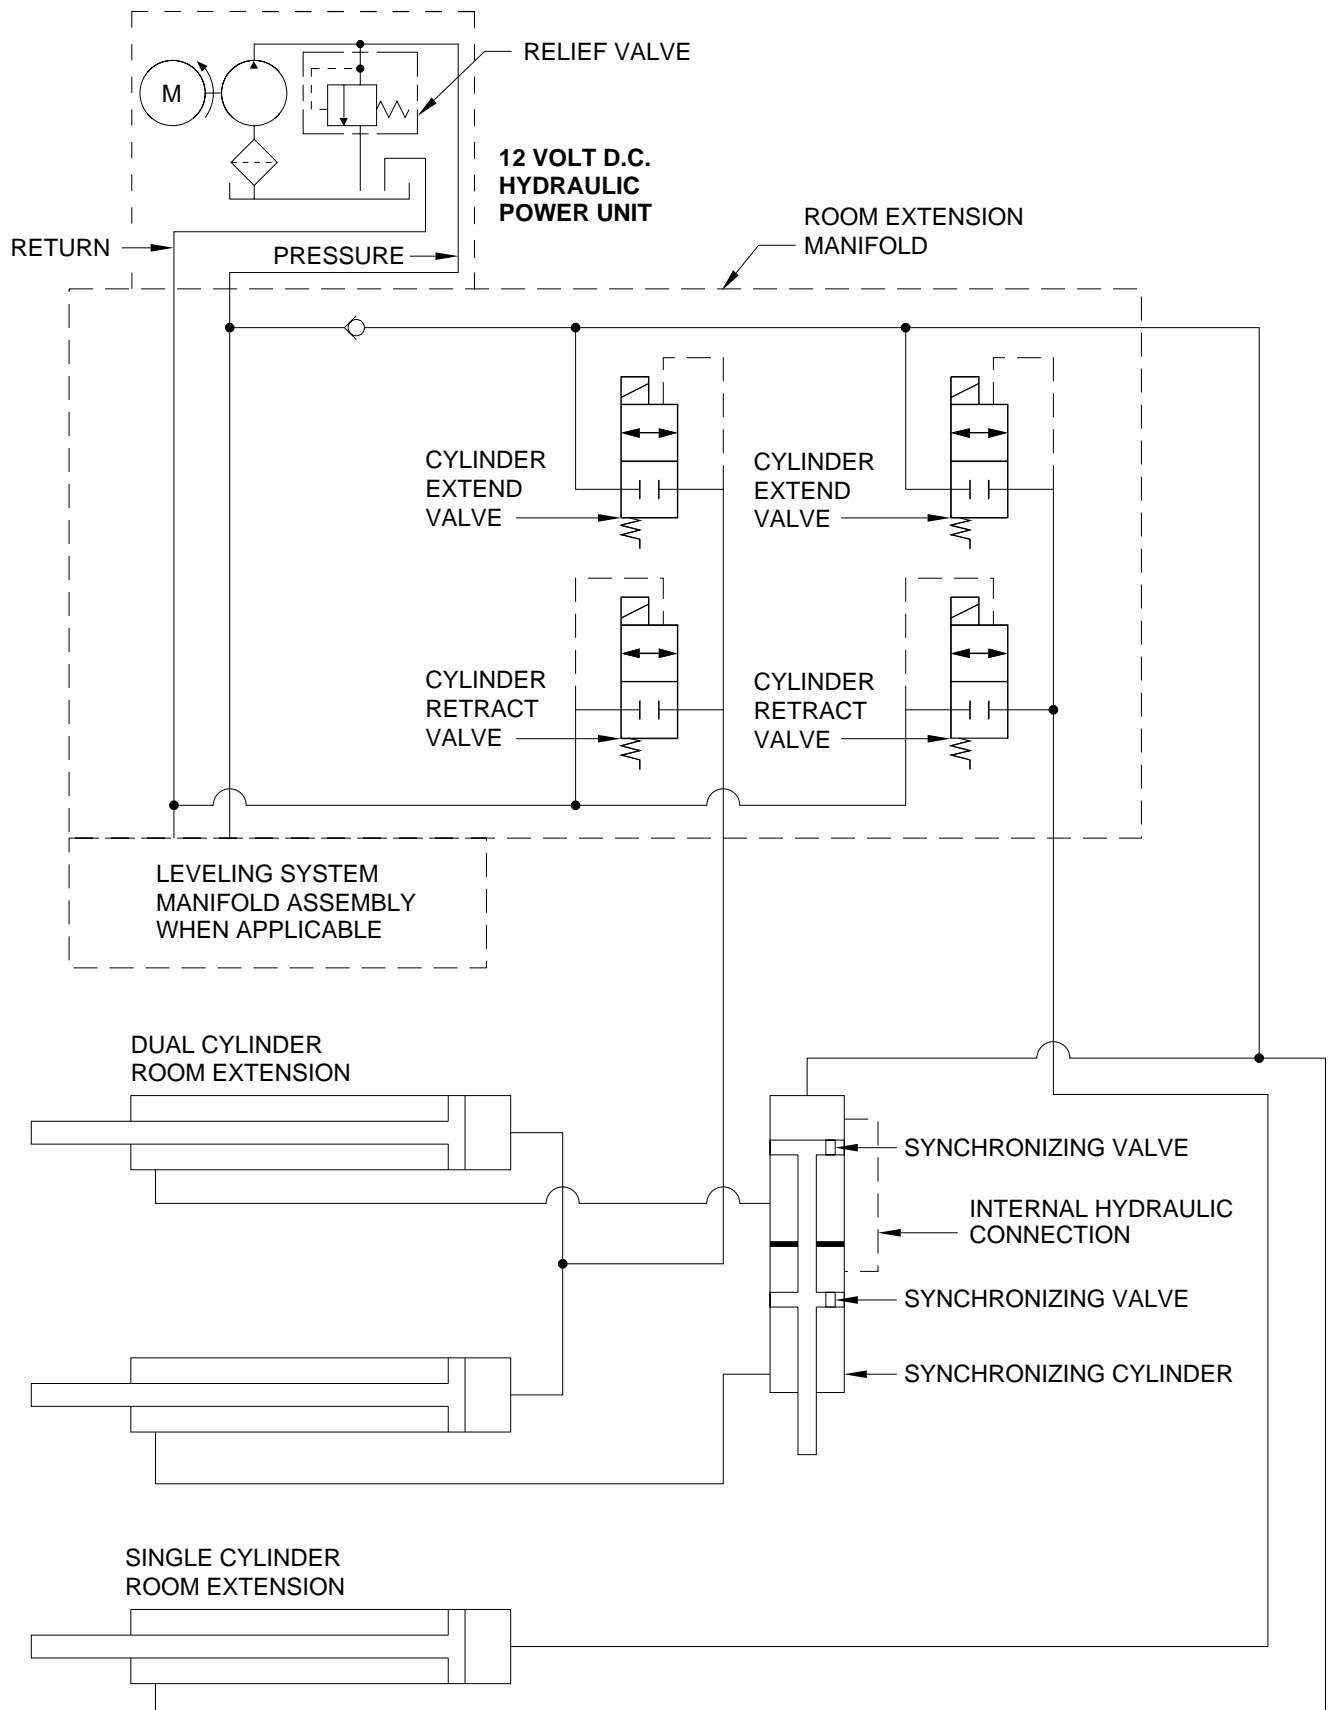 RELIEF VALVE
M
12 VOLT D.C.
HYDRAULIC
POWER UNIT
ROOM EXTENSION
MANIFOLD
RETURN
PRESSURE
CYLINDER
EXTEND
VALVE
CYLINDER
EXTEND
VALVE
CYLINDER
RETRACT
VALVE
CYLINDER
RETRACT
VALVE
LEVELING SYSTEM
MANIFOLD ASSEMBLY
WHEN APPLICABLE
DUAL CYLINDER
ROOM EXTENSION
SYNCHRONIZING VALVE
INTERNAL HYDRAULIC
CONNECTION
SYNCHRONIZING VALVE
SYNCHRONIZING CYLINDER
SINGLE CYLINDER
ROOM EXTENSION